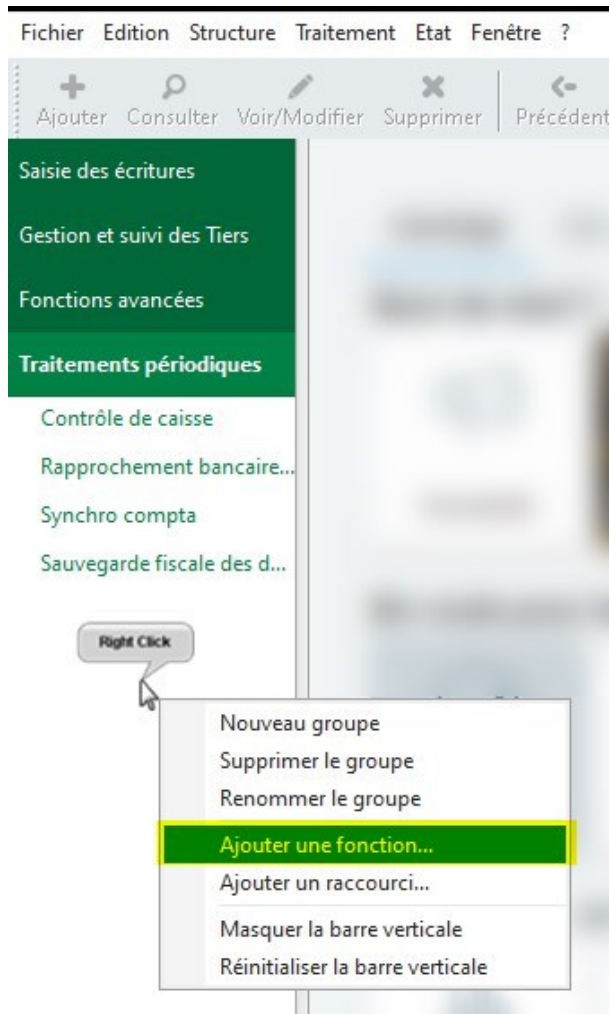 Fichier Edition Structure Traitement Etat Fenêtre ?
Ajouter Consulter Voir/Modifier Supprimer Précédent
Saisie des écritures
Gestion et suivi des Tiers
Fonctions avancées
Traitements périodiques
Contrôle de caisse
Rapprochement bancaire...
Synchro compta
Sauvegarde fiscale des d...
Right Click
Nouveau groupe
Supprimer le groupe
Renommer le groupe
Ajouter une fonction...
Ajouter un raccourci...
Masquer la barre verticale
Réinitialiser la barre verticale